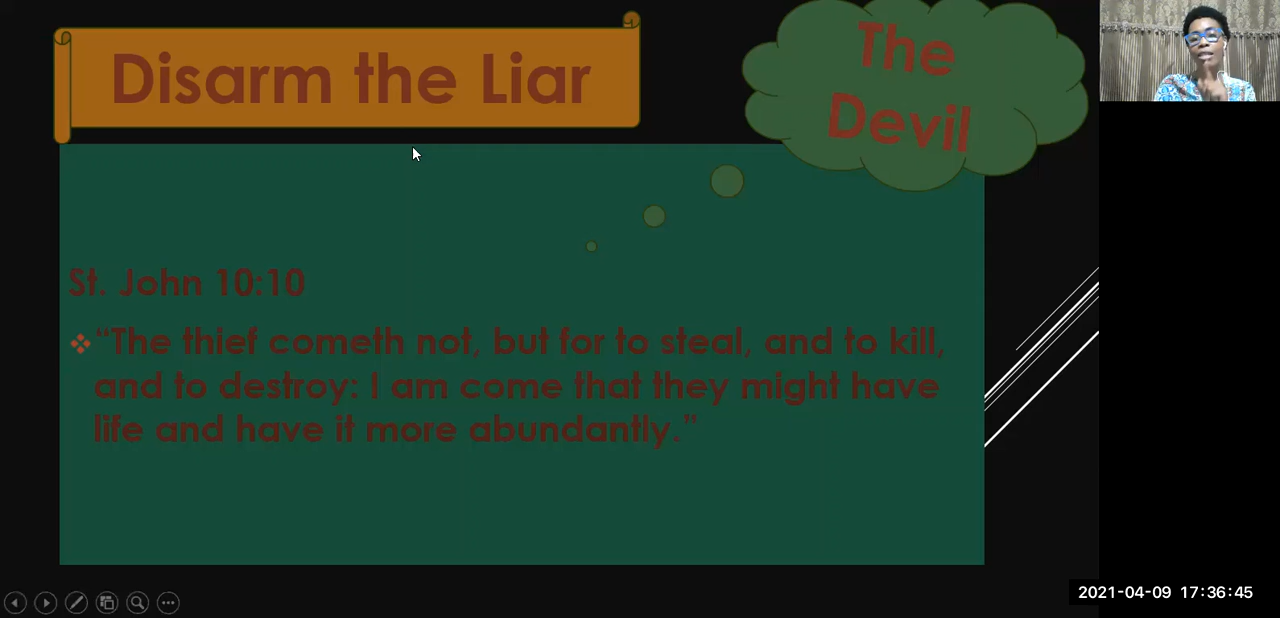 Disarm the Liar
The
Devil
St. John 10:10
“The thief cometh not, but for to steal, and to kill,
and to destroy: I am come that they might have
life and have it more abundantly.”
2021-04-09 17:36:45